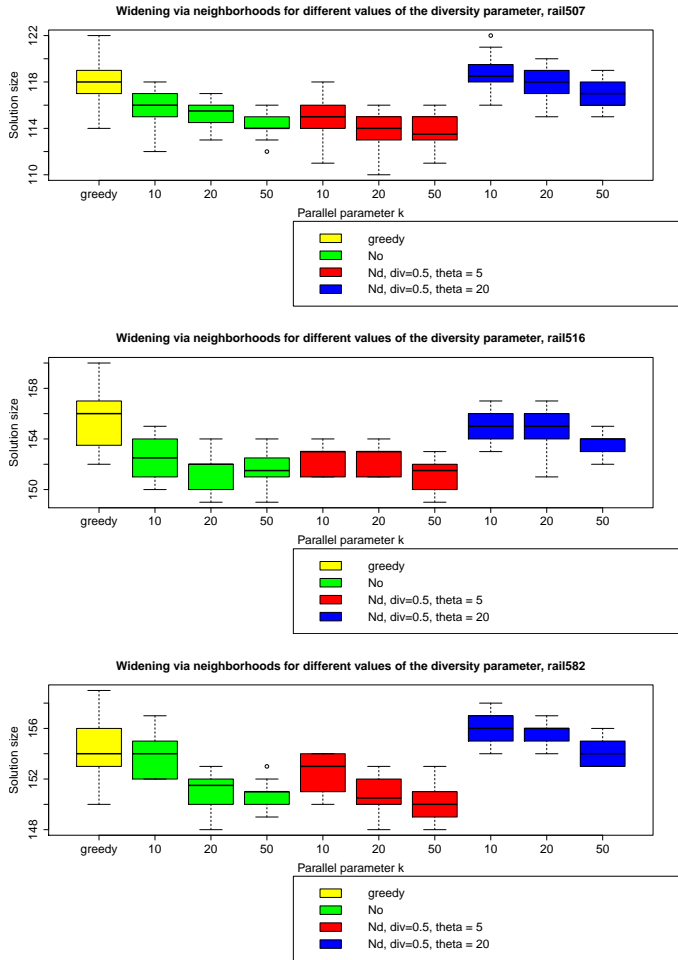 Widening via neighborhoods for different values of the diversity parameter, rail507
Solution size
122
118
114
110
greedy 10 20 50 10 20 50 10 20 50
Parallel parameter k
greedy
No
Nd, div=0.5, theta = 5
Nd, div=0.5, theta = 20
Widening via neighborhoods for different values of the diversity parameter, rail516
Solution size
158
154
150
greedy 10 20 50 10 20 50 10 20 50
Parallel parameter k
greedy
No
Nd, div=0.5, theta = 5
Nd, div=0.5, theta = 20
Widening via neighborhoods for different values of the diversity parameter, rail582
Solution size
156
152
148
greedy 10 20 50 10 20 50 10 20 50
Parallel parameter k
greedy
No
Nd, div=0.5, theta = 5
Nd, div=0.5, theta = 20